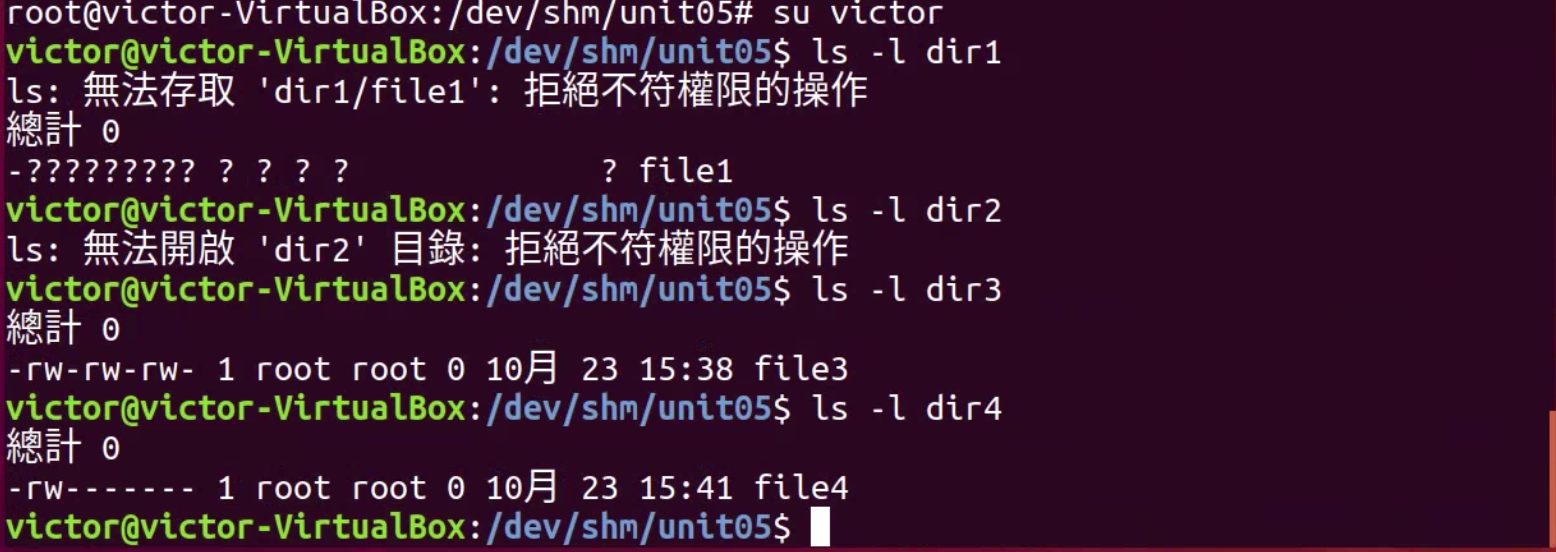 root@victor-VirtualBox:/dev/shm/unit05# su victor
victor@victor-VirtualBox:/dev/shm/unit05$ ls -l dir1
ls: 無法存取 'dir1/file1': 拒絕不符權限的操作
總計 0
-????????? ? ? ? ?              ? file1
victor@victor-VirtualBox:/dev/shm/unit05$ ls -l dir2
ls: 無法開啟 'dir2' 目錄: 拒絕不符權限的操作
victor@victor-VirtualBox:/dev/shm/unit05$ ls -l dir3
總計 0
-rw-rw-rw- 1 root root 0 10月 23 15:38 file3
victor@victor-VirtualBox:/dev/shm/unit05$ ls -l dir4
總計 0
-rw------- 1 root root 0 10月 23 15:41 file4
victor@victor-VirtualBox:/dev/shm/unit05$